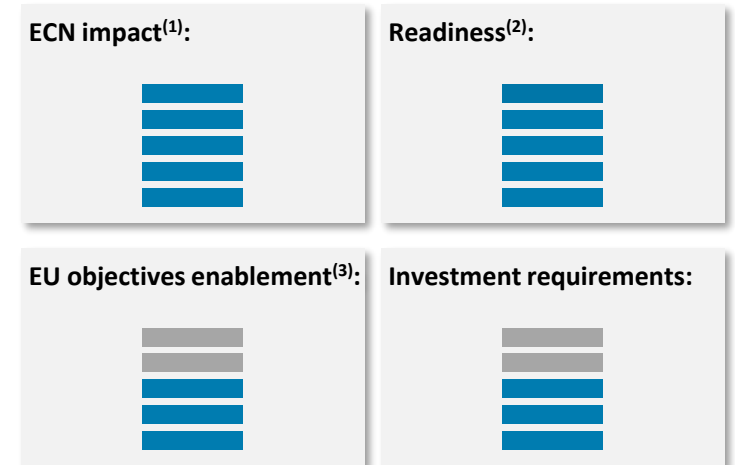 ECN impact(1):
Readiness(2):
EU objectives enablement(3):
Investment requirements: